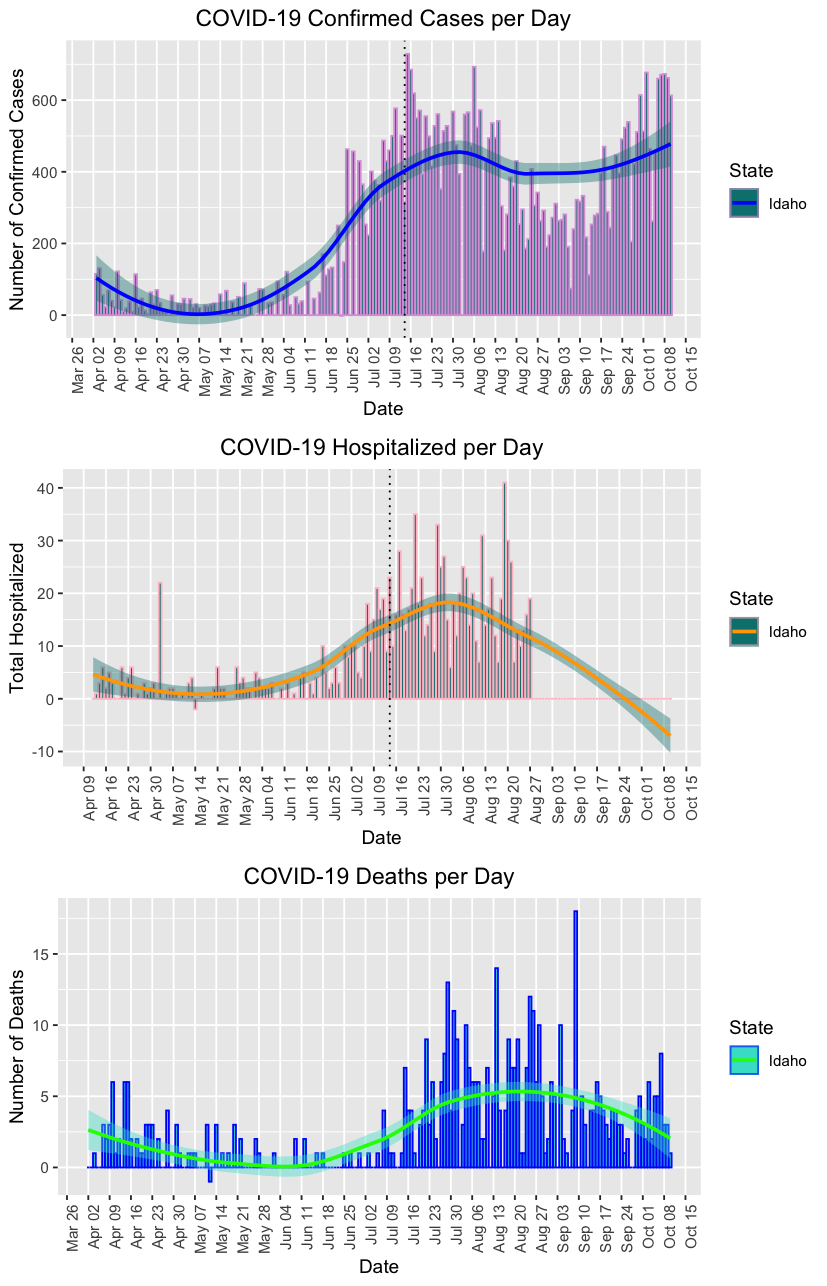 COVID-19 Confirmed Cases per Day
Number of Confirmed Cases
600
400
200
0
Mar 26
Apr 02
Apr 09
Apr 16
Apr 23
Apr 30
May 07
May 14
May 21
May 28
Jun 04
Jun 11
Jun 18
Jun 25
Jul 02
Jul 09
Jul 16
Jul 23
Jul 30
Aug 06
Aug 13
Aug 20
Aug 27
Sep 03
Sep 10
Sep 17
Sep 24
Oct 01
Oct 08
Oct 15
Date
State
Idaho
COVID-19 Hospitalized per Day
Total Hospitalized
40
30
20
10
0
-10
Apr 09
Apr 16
Apr 23
Apr 30
May 07
May 14
May 21
May 28
Jun 04
Jun 11
Jun 18
Jun 25
Jul 02
Jul 09
Jul 16
Jul 23
Jul 30
Aug 06
Aug 13
Aug 20
Aug 27
Sep 03
Sep 10
Sep 17
Sep 24
Oct 01
Oct 08
Oct 15
Date
State
Idaho
COVID-19 Deaths per Day
Number of Deaths
15
10
5
0
Mar 26
Apr 02
Apr 09
Apr 16
Apr 23
Apr 30
May 07
May 14
May 21
May 28
Jun 04
Jun 11
Jun 18
Jun 25
Jul 02
Jul 09
Jul 16
Jul 23
Jul 30
Aug 06
Aug 13
Aug 20
Aug 27
Sep 03
Sep 10
Sep 17
Sep 24
Oct 01
Oct 08
Oct 15
Date
State
Idaho